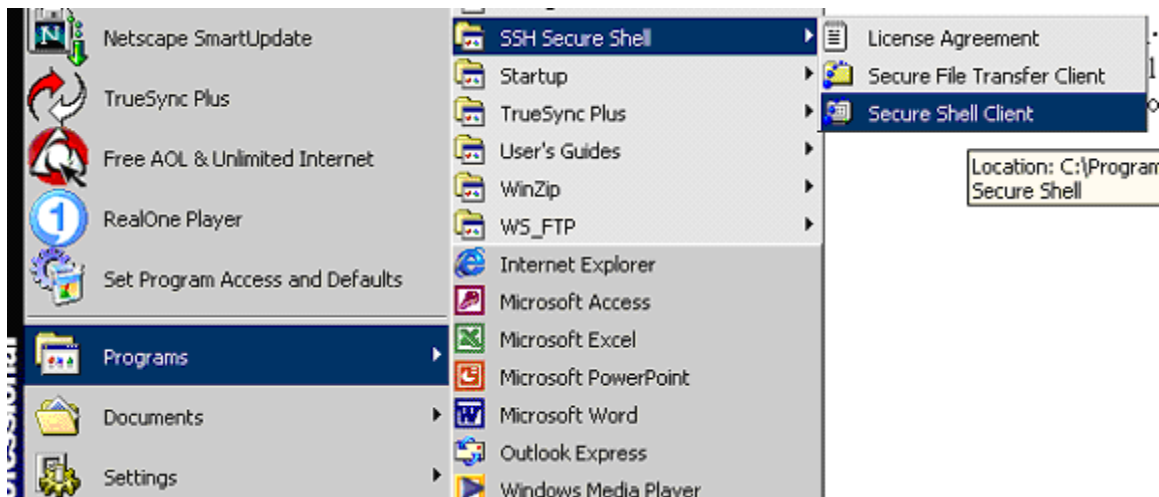 Netscape SmartUpdate
TrueSync Plus
Free AOL & Unlimited Internet
RealOne Player
Set Program Access and Defaults
Programs
Documents
Settings
SSH Secure Shell
Startup
TrueSync Plus
User's Guides
WinZip
WS_FTP
Internet Explorer
Microsoft Access
Microsoft Excel
Microsoft PowerPoint
Microsoft Word
Outlook Express
Windows Media Player
License Agreement
Secure File Transfer Client
Secure Shell Client
Location: C:\Program
Secure Shell